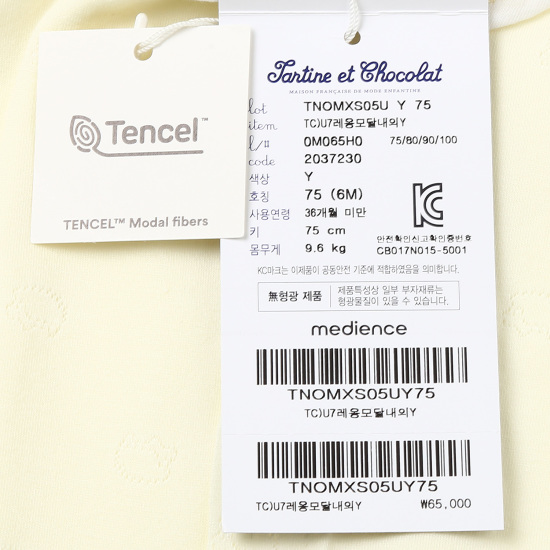 Tencel™
TENCEL™ Modal fibers
Tartine et Chocolat
MAISON FRANÇAISE DE MODE ENFANTINE
lot TNOMXS05U Y 75
item TC)U7레옹모달내의Y
/# 0M065H0 75/80/90/100
code 2037230
색상 Y
호칭 75 (6M)
사용연령 36개월 미만
키 75 cm
몸무게 9.6 kg
안전확인신고확인증번호
CB017N015-5001
KC마크는 이제품이 공동안전 기준에 적합하였음을 의미합니다.
無형광 제품
제품특성상 일부 부자재류는
형광물질이 있을 수 있습니다.
medience
TNOMXS05UY75
TC)U7레옹모달내의Y
TNOMXS05UY75
TC)U7레옹모달내의Y ₩65,000